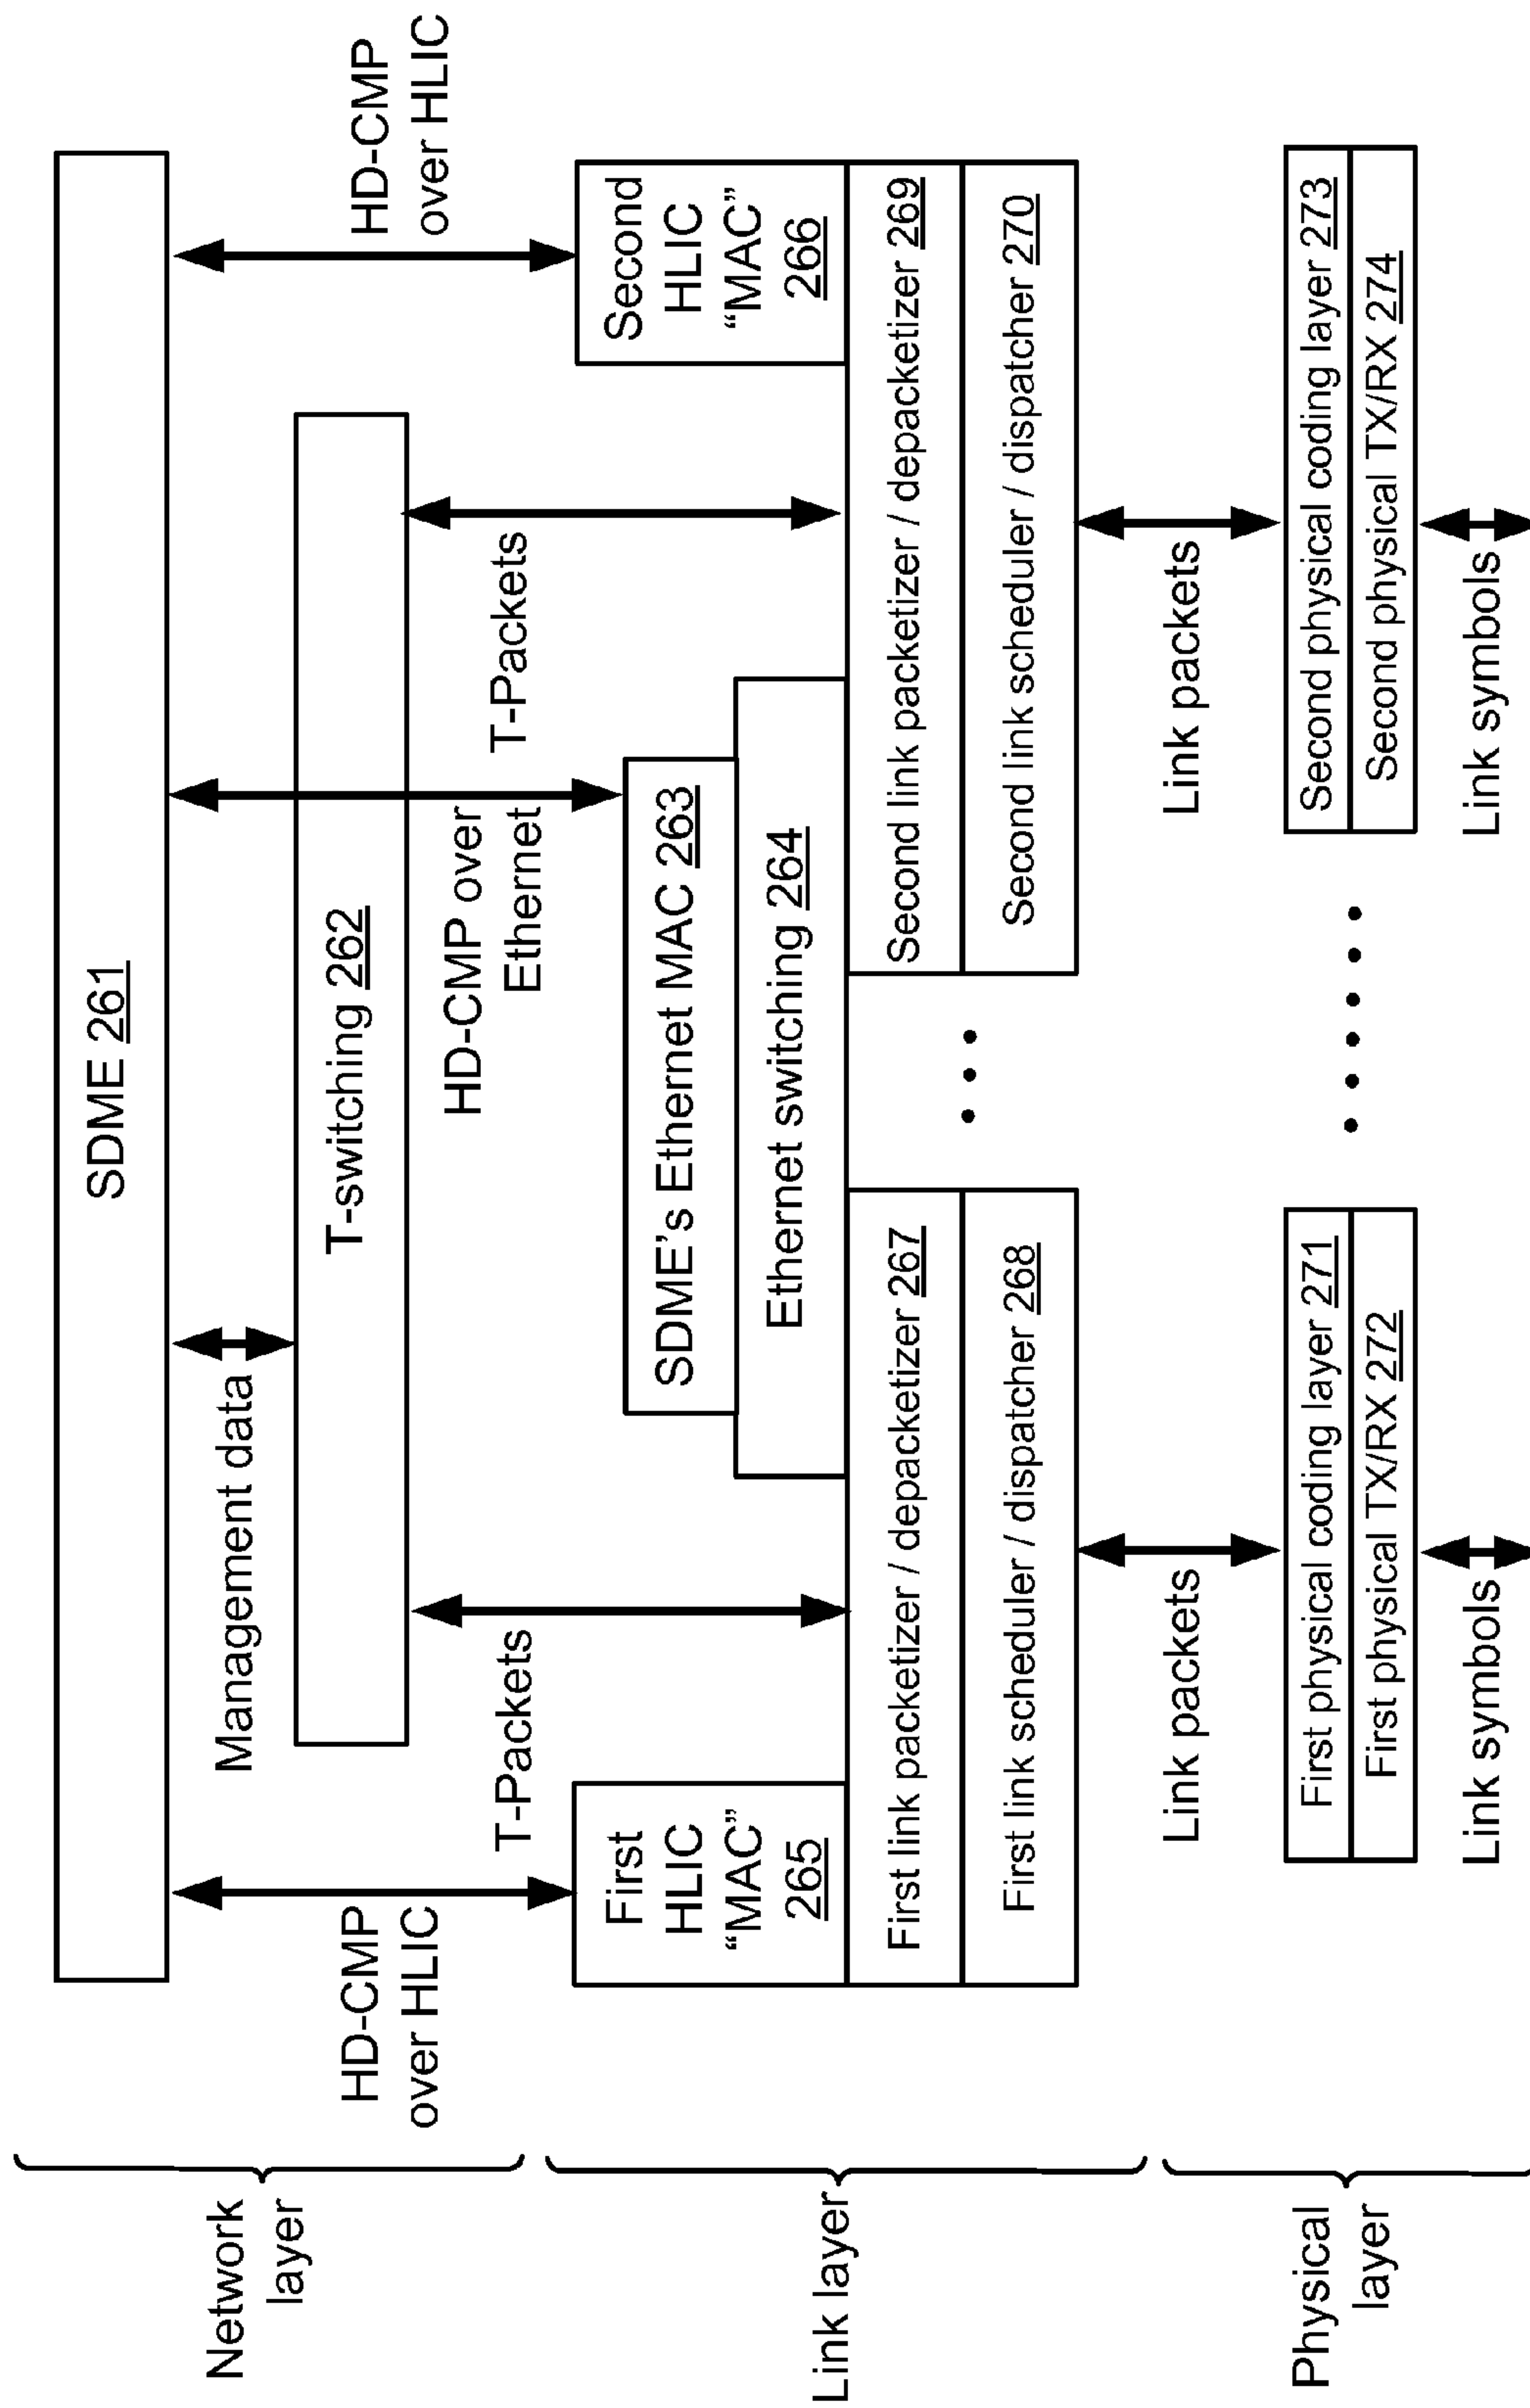 Network
layer
SDME 261
Management data
T-switching 262
HD-CMP
over HLIC
T-Packets
HD-CMP over
Ethernet
T-Packets
HD-CMP
over HLIC
Link layer
First
HLIC
“MAC”
265
SDME’s Ethernet MAC 263
Ethernet switching 264
Second
HLIC
“MAC”
266
First link packetizer / depacketizer 267
First link scheduler / dispatcher 268
Second link packetizer / depacketizer 269
Second link scheduler / dispatcher 270
Link packets
Link packets
Physical
layer
First physical coding layer 271
First physical TX/RX 272
Second physical coding layer 273
Second physical TX/RX 274
Link symbols
Link symbols